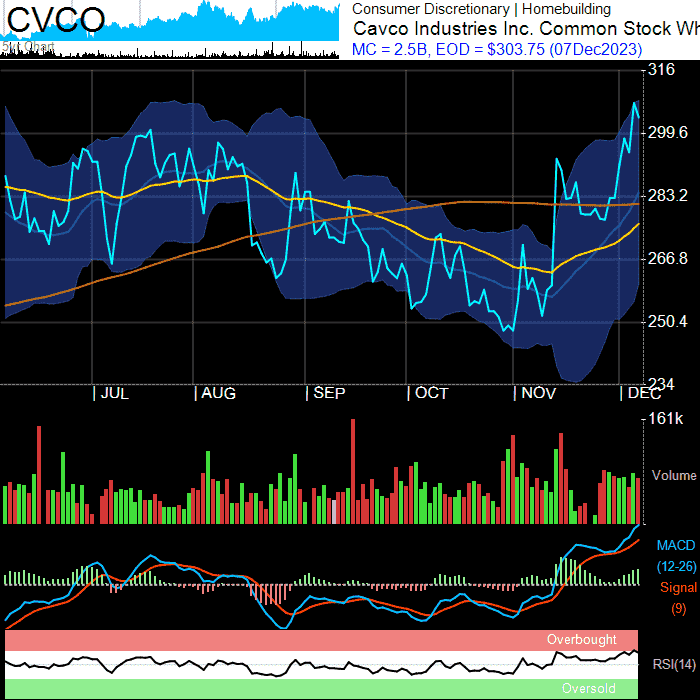 CVCO
5Yr Chart
Consumer Discretionary | Homebuilding
Cavco Industries Inc. Common Stock Wh
MC = 2.5B, EOD = $303.75 (07Dec2023)
316
299.6
283.2
266.8
250.4
234
JUL
AUG
SEP
OCT
NOV
DEC
161k
Volume
MACD
(12-26)
Signal
(9)
Overbought
RSI(14)
Oversold